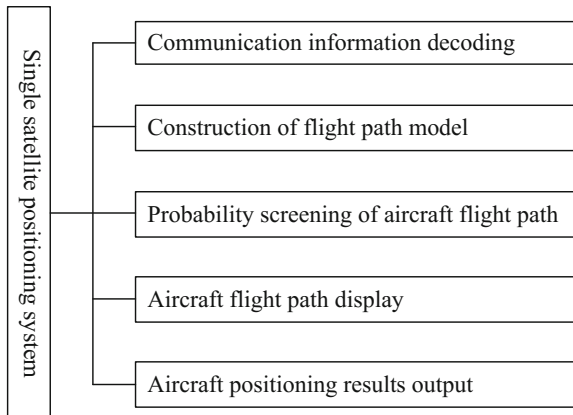 Single satellite positioning system
Communication information decoding
Construction of flight path model
Probability screening of aircraft flight path
Aircraft flight path display
Aircraft positioning results output